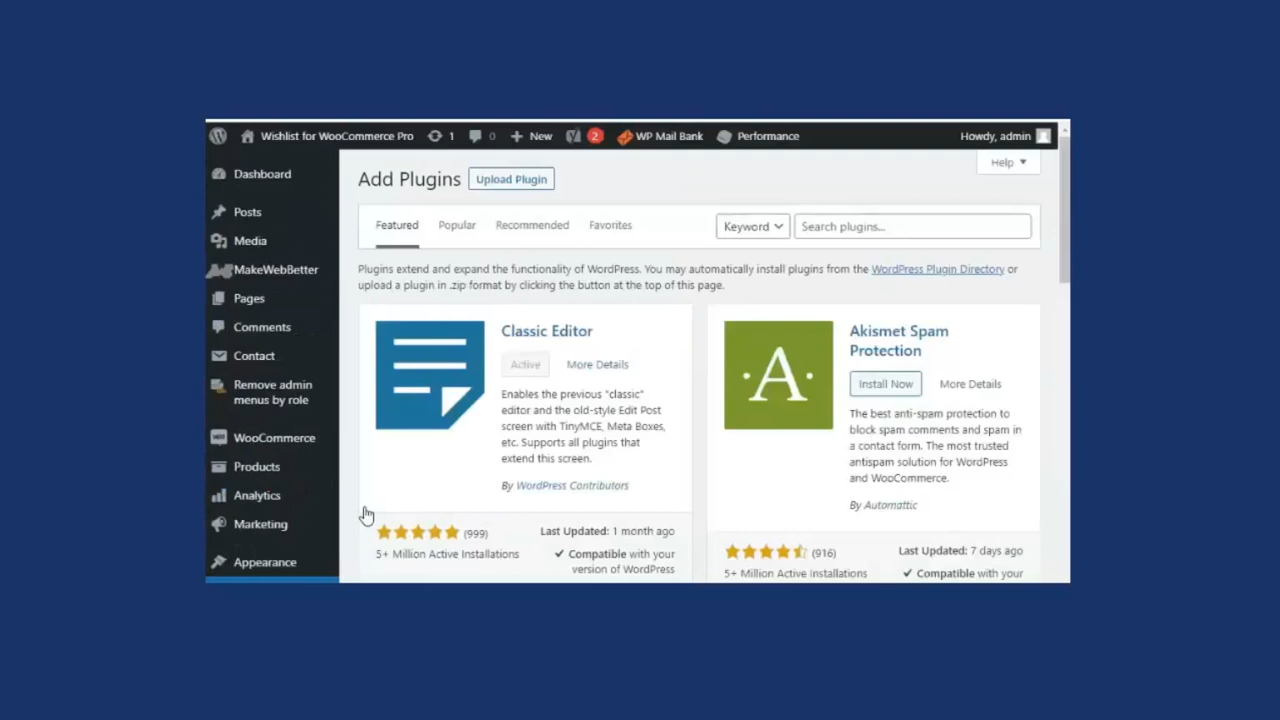 Wishlist for WooCommerce Pro 1 0 New 2 WP Mail Bank Performance Howdy, admin
Help
Dashboard
Posts
Media
MakeWebBetter
Pages
Comments
Contact
Remove admin
menus by role
WooCommerce
Products
Analytics
Marketing
Appearance
Add Plugins Upload Plugin
Featured Popular Recommended Favorites Keyword Search plugins...
Plugins extend and expand the functionality of WordPress. You may automatically install plugins from the WordPress Plugin Directory or
upload a plugin in .zip format by clicking the button at the top of this page.
Classic Editor
Active More Details
Enables the previous "classic"
editor and the old-style Edit Post
screen with TinyMCE, Meta Boxes,
etc. Supports all plugins that
extend this screen.
By WordPress Contributors
(999) Last Updated: 1 month ago
5+ Million Active Installations ✔ Compatible with your
version of WordPress
A
Akismet Spam
Protection
Install Now More Details
The best anti-spam protection to
block spam comments and spam in
a contact form. The most trusted
antispam solution for WordPress
and WooCommerce.
By Automattic
(916) Last Updated: 7 days ago
5+ Million Active Installations ✔ Compatible with your